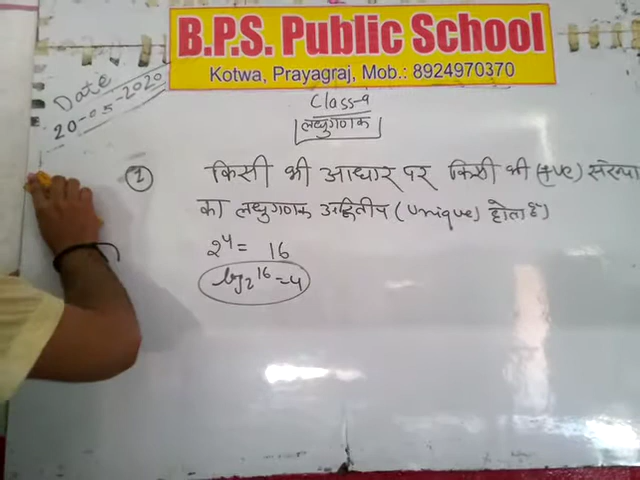 B.P.S. Public School
Kotwa, Prayagraj, Mob.: 8924970370
Date
20-05-2020
Class-9
लघुगणक
1 किसी भी आधार पर किसी भी (+ve) संख्या
का लघुगणक अद्वितीय (unique) होता है)
2⁴ = 16
log₂16 = 4